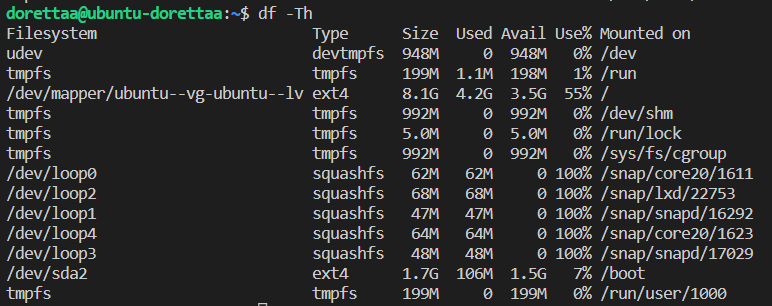 dorettaa@ubuntu-dorettaa:~$ df -Th
Filesystem                        Type      Size  Used Avail Use% Mounted on
udev                              devtmpfs  948M     0  948M   0% /dev
tmpfs                             tmpfs     199M  1.1M  198M   1% /run
/dev/mapper/ubuntu--vg-ubuntu--lv ext4      8.1G  4.2G  3.5G  55% /
tmpfs                             tmpfs     992M     0  992M   0% /dev/shm
tmpfs                             tmpfs     5.0M     0  5.0M   0% /run/lock
tmpfs                             tmpfs     992M     0  992M   0% /sys/fs/cgroup
/dev/loop0                        squashfs   62M   62M     0 100% /snap/core20/1611
/dev/loop2                        squashfs   68M   68M     0 100% /snap/lxd/22753
/dev/loop1                        squashfs   47M   47M     0 100% /snap/snapd/16292
/dev/loop4                        squashfs   64M   64M     0 100% /snap/core20/1623
/dev/loop3                        squashfs   48M   48M     0 100% /snap/snapd/17029
/dev/sda2                         ext4      1.7G  106M  1.5G   7% /boot
tmpfs                             tmpfs     199M     0  199M   0% /run/user/1000